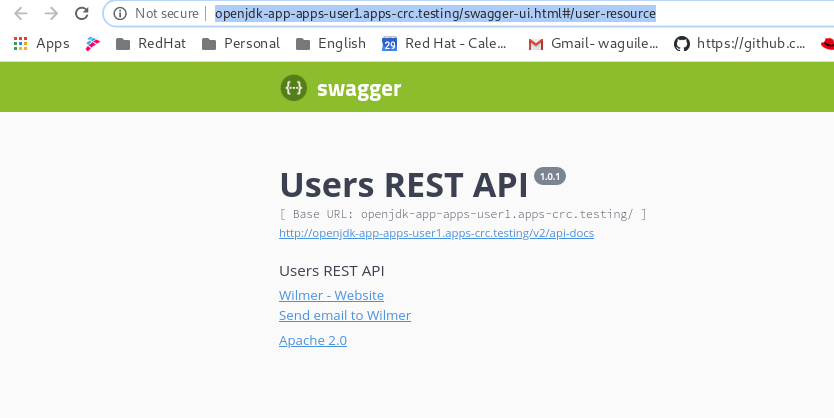 Not secure openjdk-app-apps-user1.apps-crc.testing/swagger-ui.html#/user-resource
Apps RedHat Personal English 29 Red Hat - Cale... Gmail- waguile... https://github.c...
{···} swagger
Users REST API 1.0.1
[ Base URL: openjdk-app-apps-user1.apps-crc.testing/ ]
http://openjdk-app-apps-user1.apps-crc.testing/v2/api-docs
Users REST API
Wilmer - Website
Send email to Wilmer
Apache 2.0